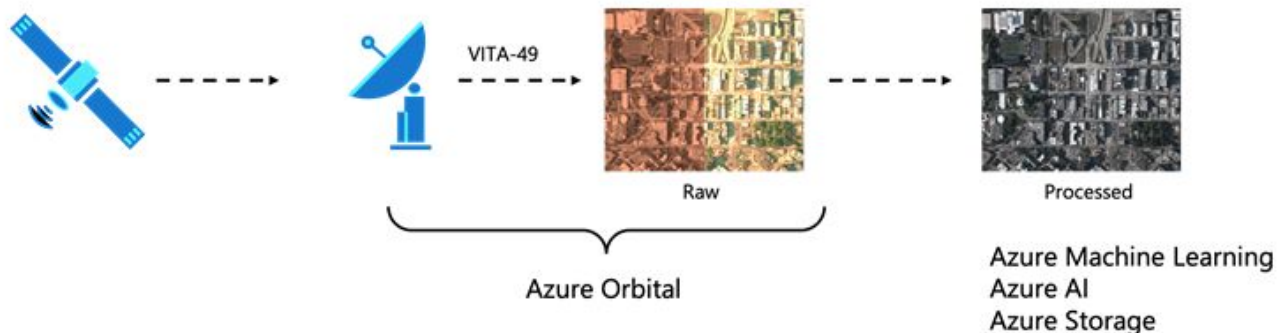 VITA-49
Raw
Processed
Azure Orbital
Azure Machine Learning
Azure AI
Azure Storage